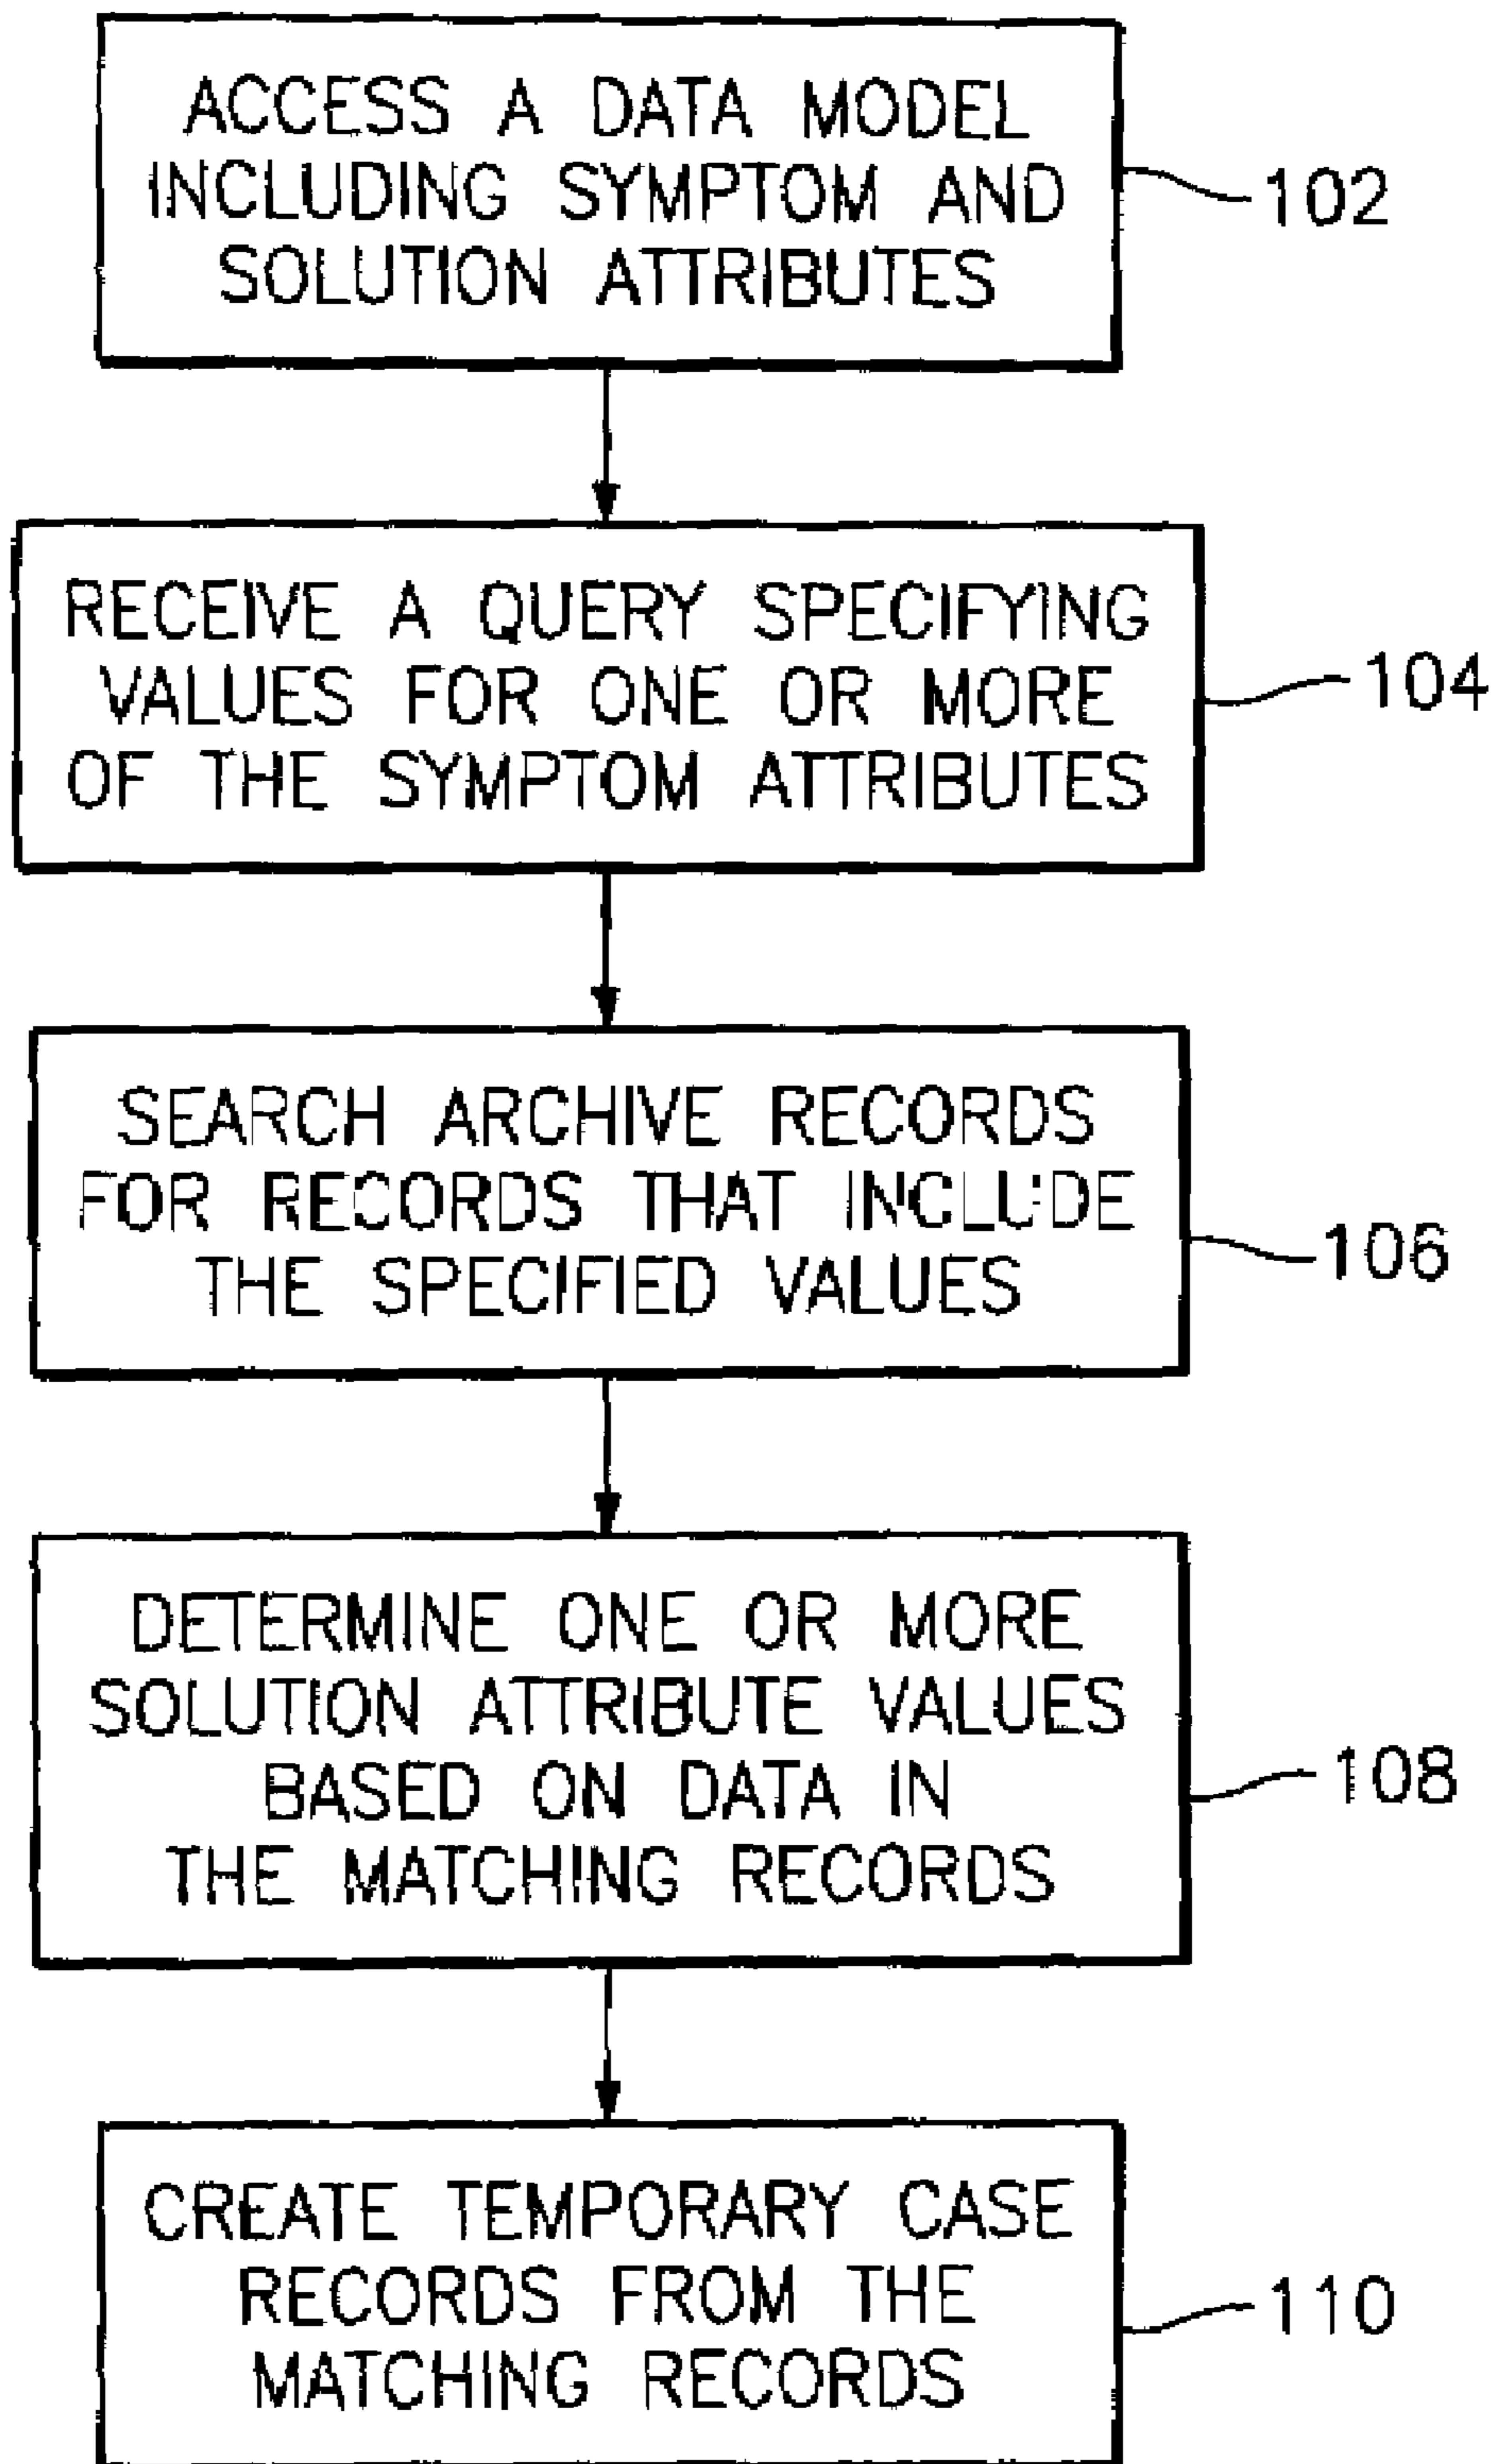 ACCESS A DATA MODEL
INCLUDING SYMPTOM AND
SOLUTION ATTRIBUTES
102
RECEIVE A QUERY SPECIFYING
VALUES FOR ONE OR MORE
OF THE SYMPTOM ATTRIBUTES
104
SEARCH ARCHIVE RECORDS
FOR RECORDS THAT INCLUDE
THE SPECIFIED VALUES
106
DETERMINE ONE OR MORE
SOLUTION ATTRIBUTE VALUES
BASED ON DATA IN
THE MATCHING RECORDS
108
CREATE TEMPORARY CASE
RECORDS FROM THE
MATCHING RECORDS
110